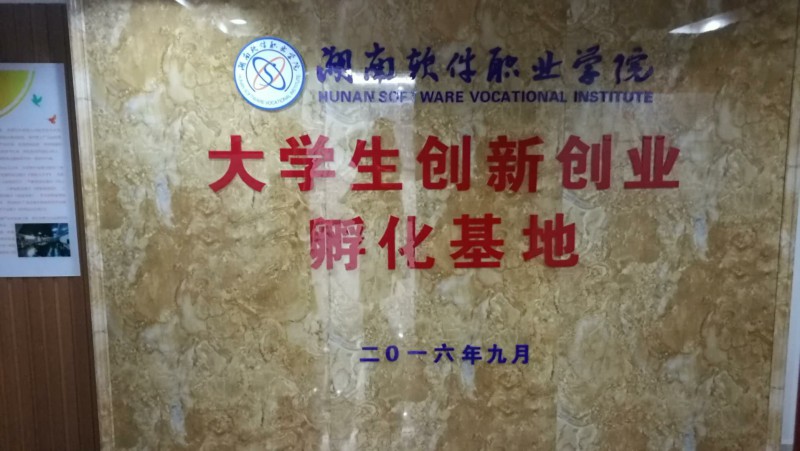 湖南软件职业学院
HUNAN SOFTWARE VOCATIONAL INSTITUTE
大学生创新创业
孵化基地
二0一六年九月